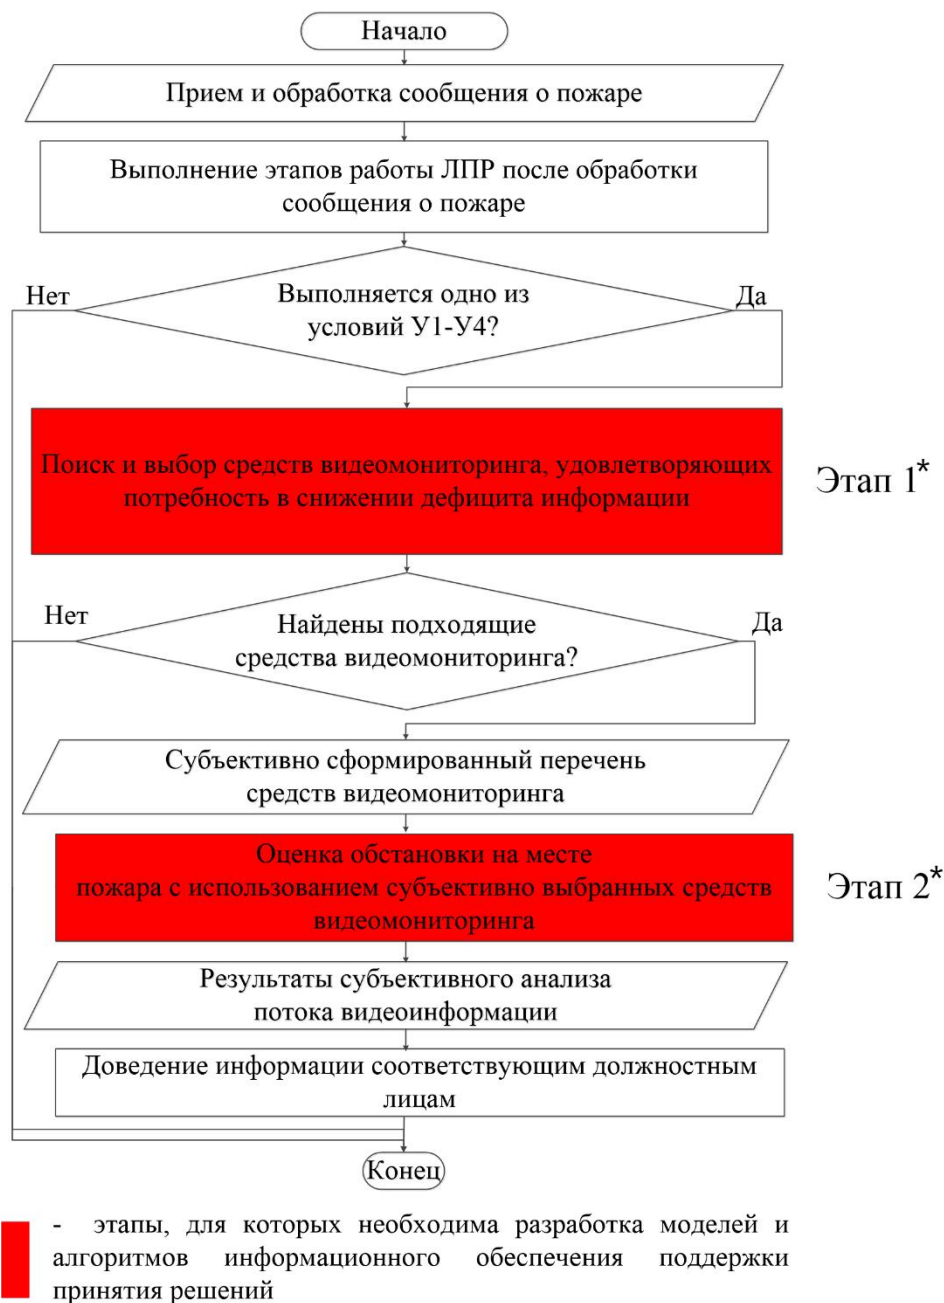 Начало
Прием и обработка сообщения о пожаре
Выполнение этапов работы ЛПР после обработки
сообщения о пожаре
Нет
Выполняется одно из
условий У1-У4?
Да
Поиск и выбор средств видеомониторинга, удовлетворяющих
потребность в снижении дефицита информации
Этап 1*
Нет
Найдены подходящие
средства видеомониторинга?
Да
Субъективно сформированный перечень
средств видеомониторинга
Оценка обстановки на месте
пожара с использованием субъективно выбранных средств
видеомониторинга
Этап 2*
Результаты субъективного анализа
потока видеоинформации
Доведение информации соответствующим должностным
лицам
Конец
- этапы, для которых необходима разработка моделей и
алгоритмов информационного обеспечения поддержки
принятия решений